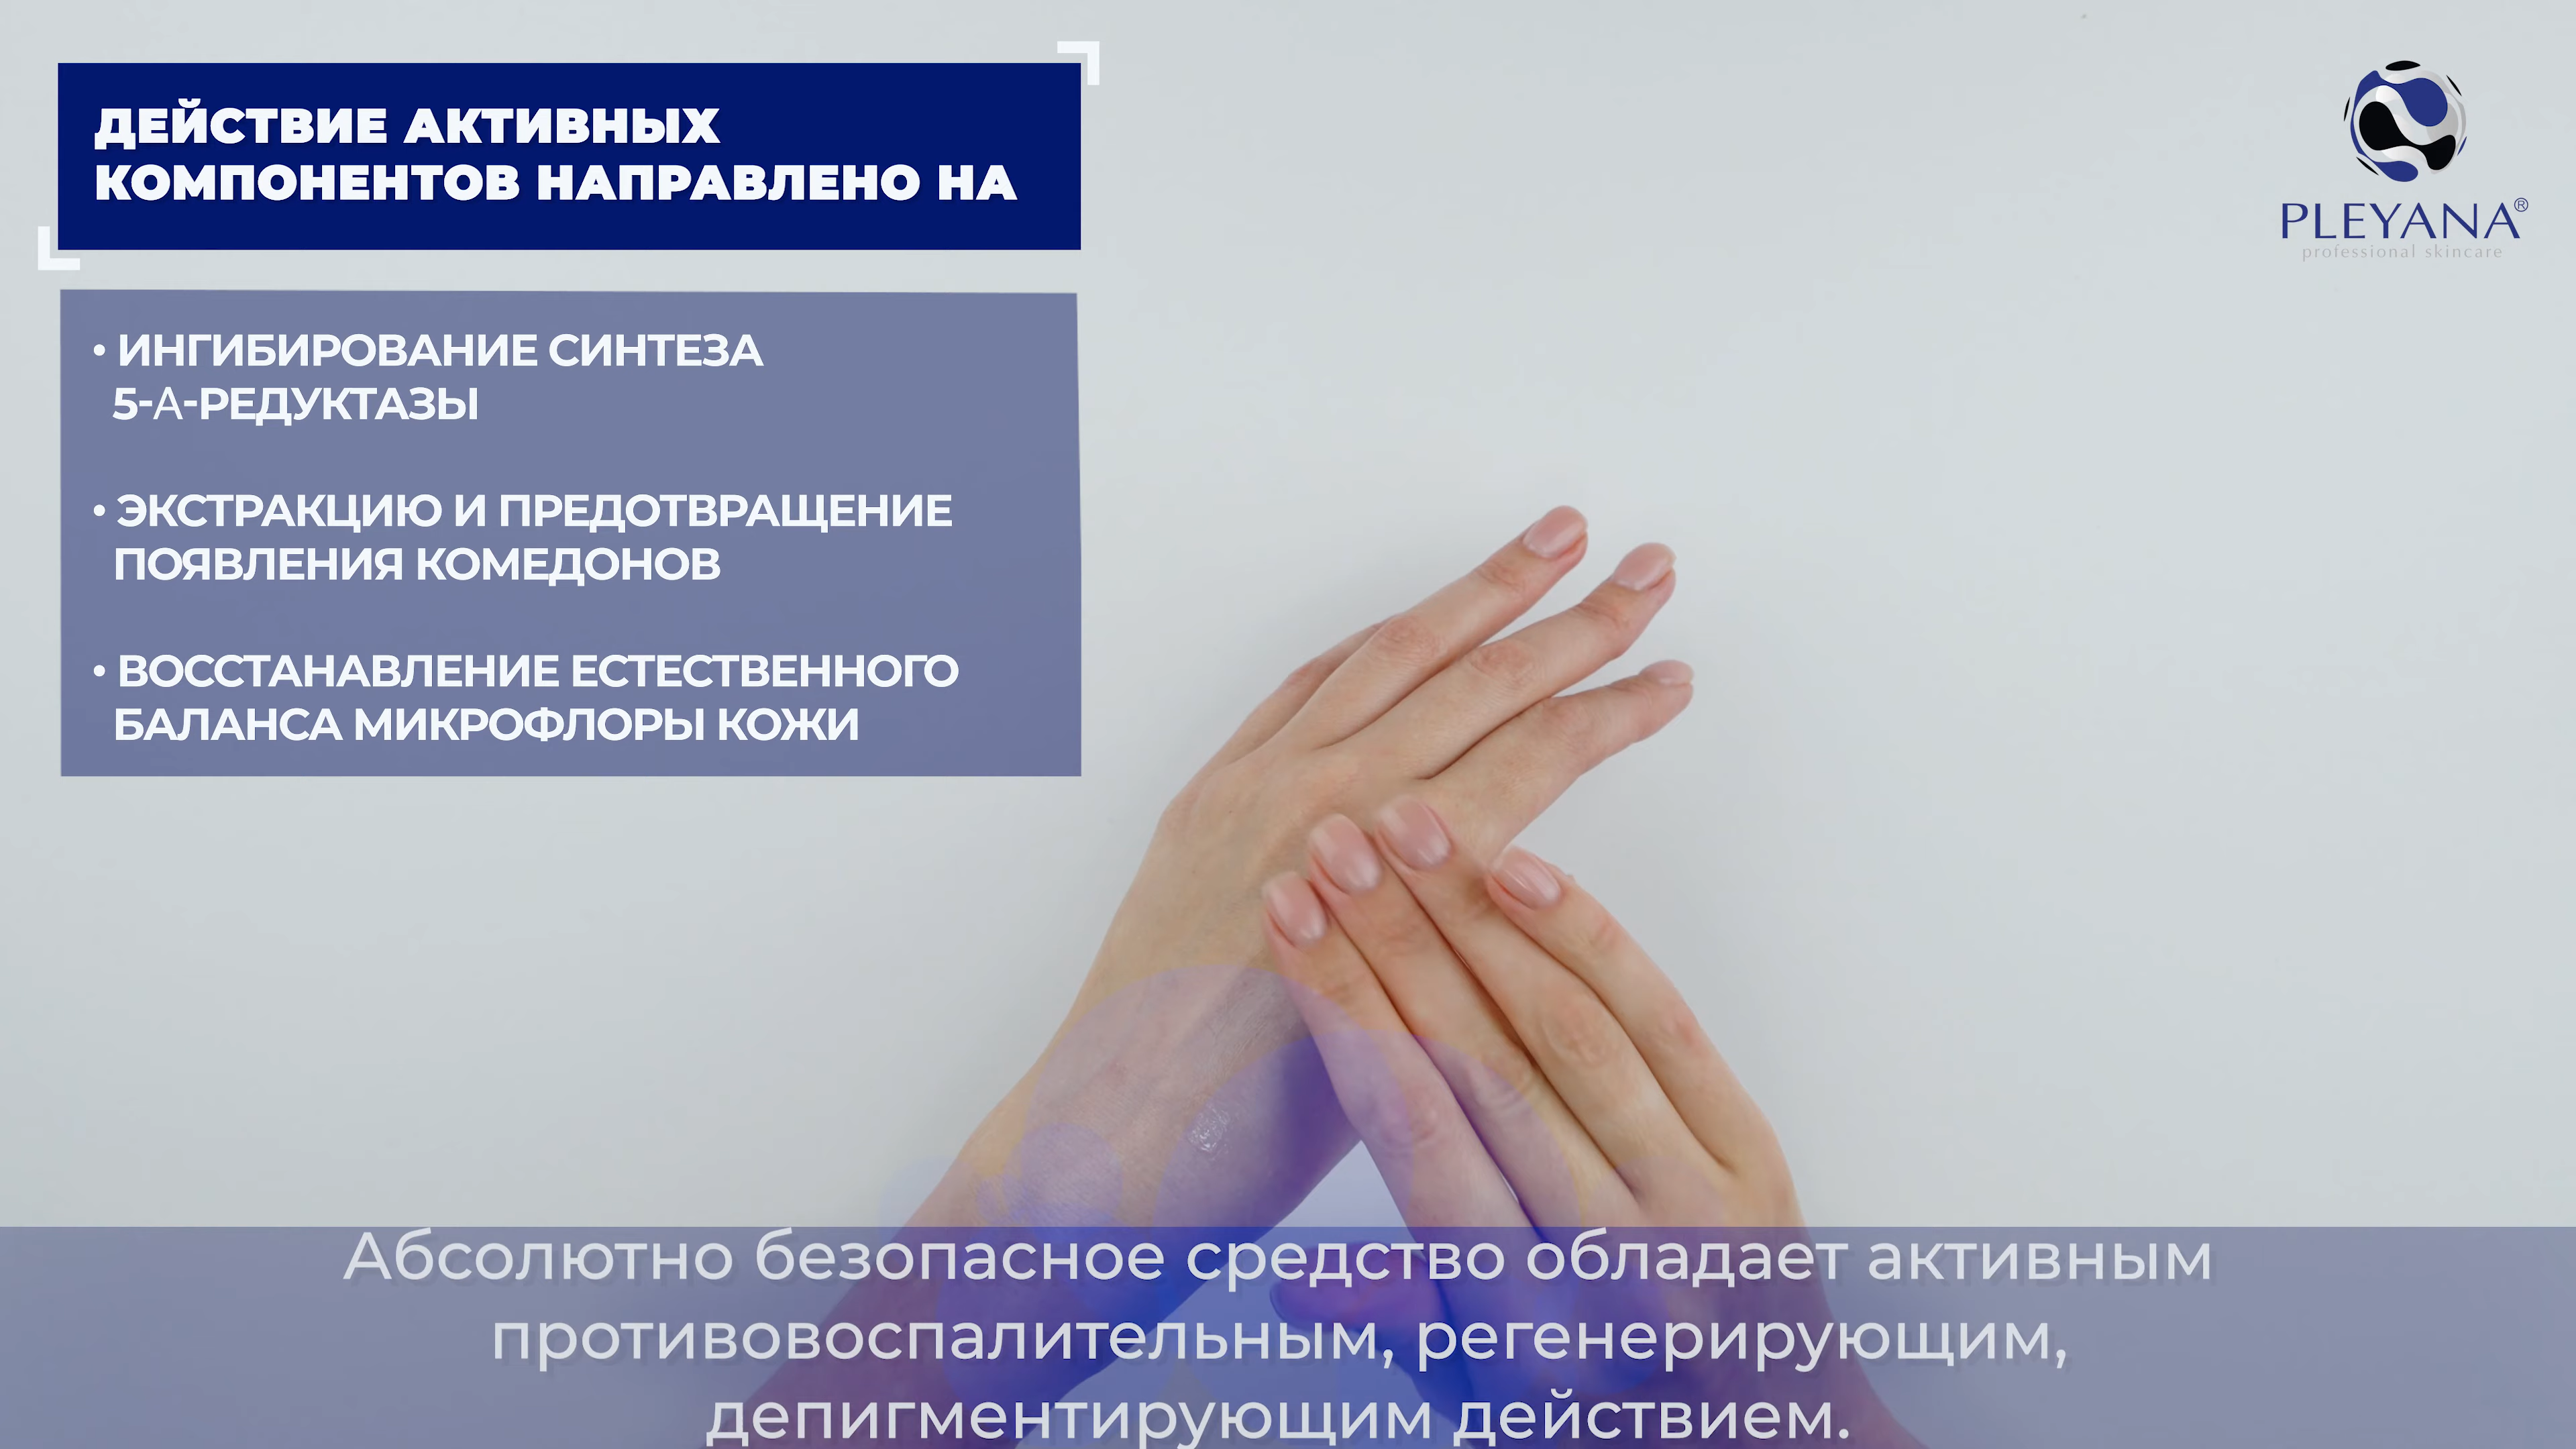 ДЕЙСТВИЕ АКТИВНЫХ
КОМПОНЕНТОВ НАПРАВЛЕНО НА
• ИНГИБИРОВАНИЕ СИНТЕЗА
5-А-РЕДУКТАЗЫ
• ЭКСТРАКЦИЮ И ПРЕДОТВРАЩЕНИЕ
ПОЯВЛЕНИЯ КОМЕДОНОВ
• ВОССТАНАВЛЕНИЕ ЕСТЕСТВЕННОГО
БАЛАНСА МИКРОФЛОРЫ КОЖИ
PLEYANA®
professional skincare
Абсолютно безопасное средство обладает активным
противовоспалительным, регенерирующим,
депигментирующим действием.